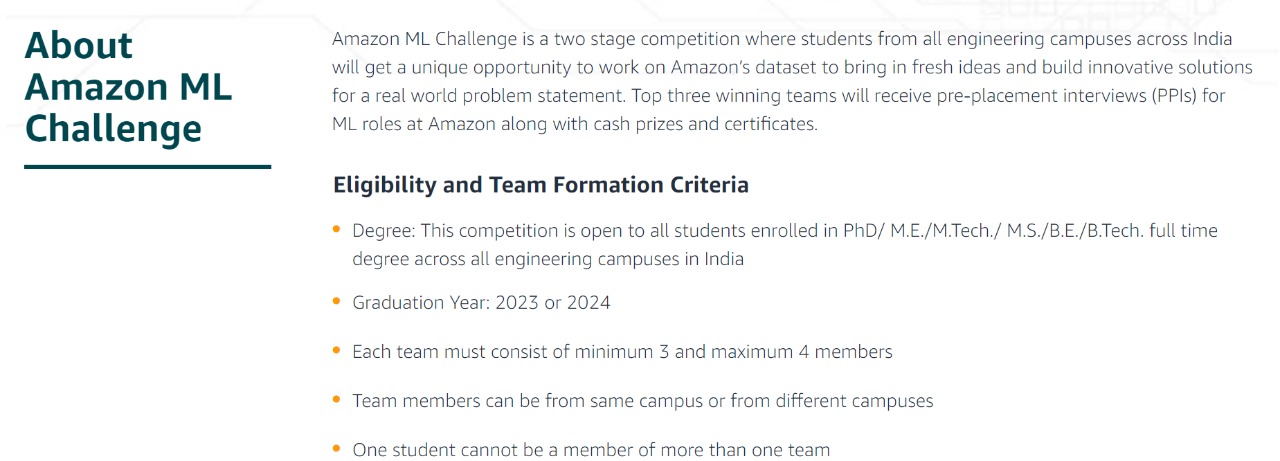 About
Amazon ML
Challenge
Amazon ML Challenge is a two stage competition where students from all engineering campuses across India
will get a unique opportunity to work on Amazon's dataset to bring in fresh ideas and build innovative solutions
for a real world problem statement. Top three winning teams will receive pre-placement interviews (PPIs) for
ML roles at Amazon along with cash prizes and certificates.
Eligibility and Team Formation Criteria
• Degree: This competition is open to all students enrolled in PhD/ M.E./M.Tech./ M.S./B.E./B.Tech. full time
degree across all engineering campuses in India
• Graduation Year: 2023 or 2024
• Each team must consist of minimum 3 and maximum 4 members
• Team members can be from same campus or from different campuses
• One student cannot be a member of more than one team